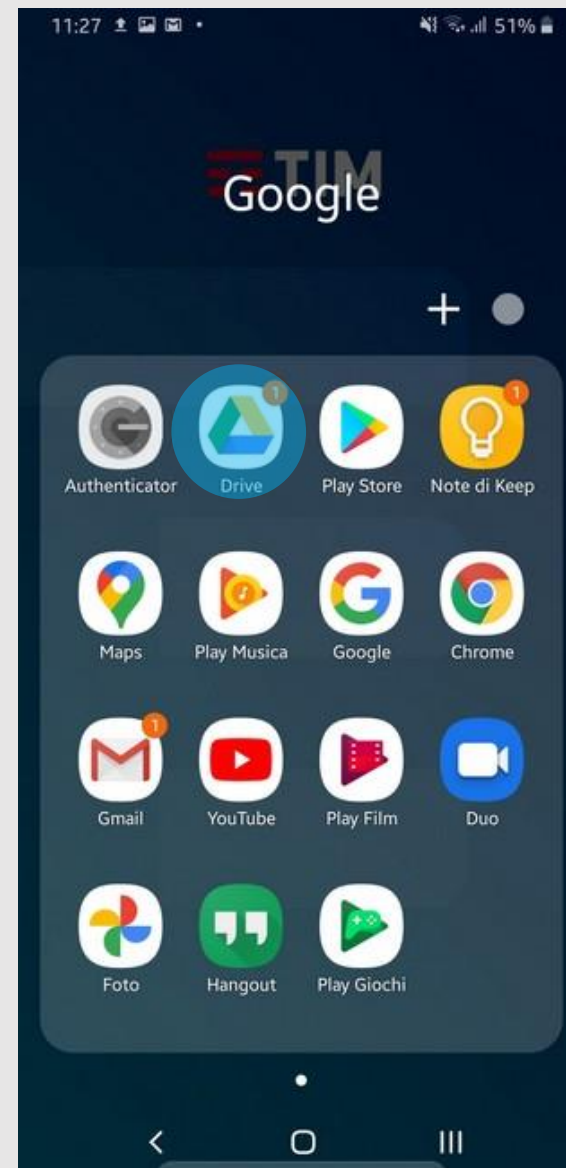 11:27 51%
TIM
Google
Authenticator Drive Play Store Note di Keep
Maps Play Musica Google Chrome
Gmail YouTube Play Film Duo
Foto Hangout Play Giochi